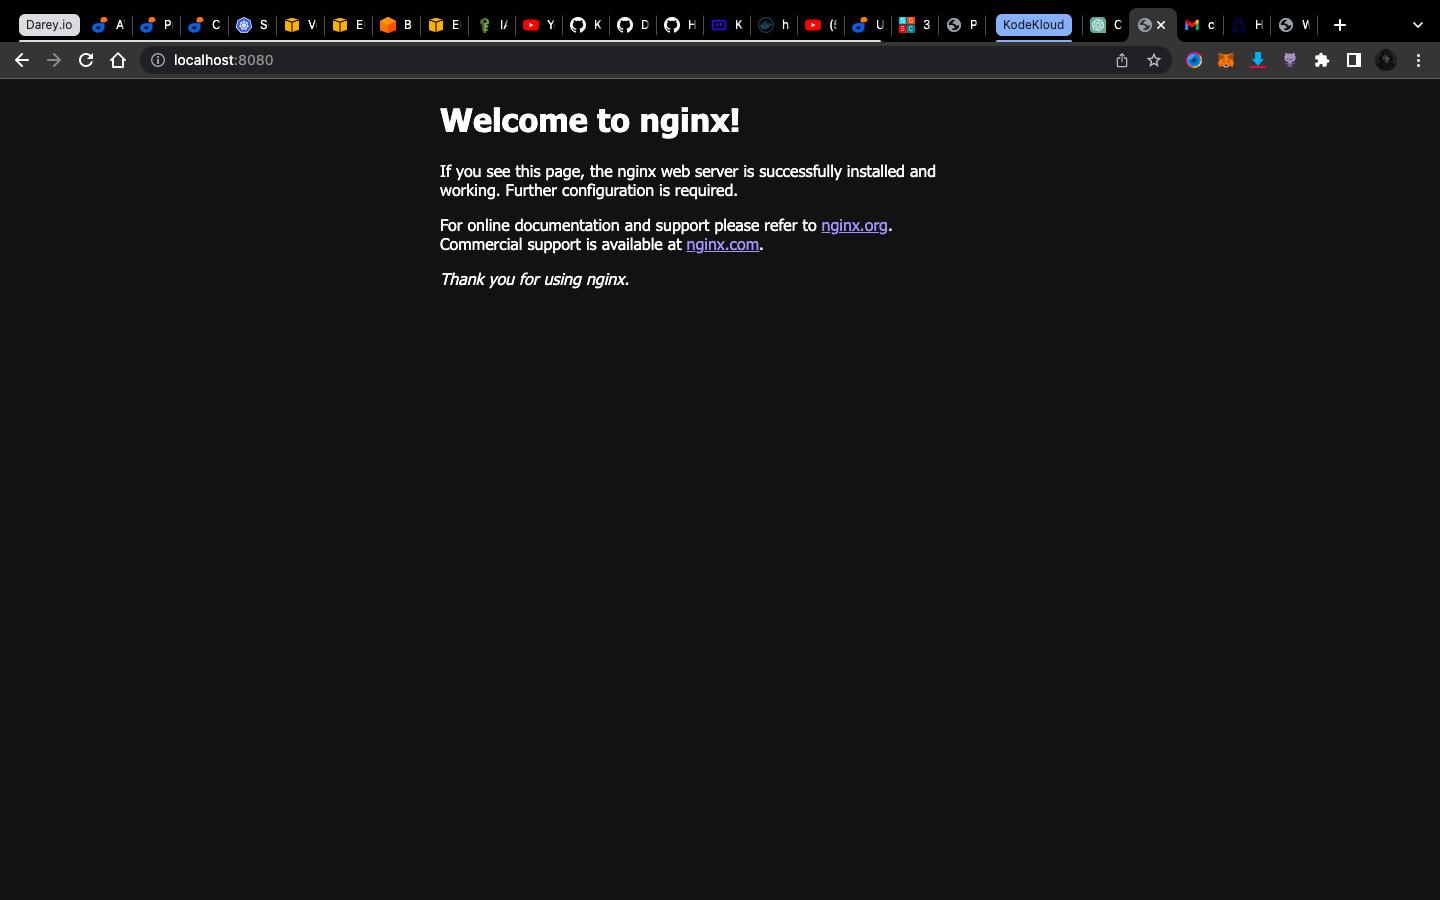 Darey.io
KodeKloud
localhost:8080
Welcome to nginx!
If you see this page, the nginx web server is successfully installed and
working. Further configuration is required.
For online documentation and support please refer to nginx.org.
Commercial support is available at nginx.com.
Thank you for using nginx.